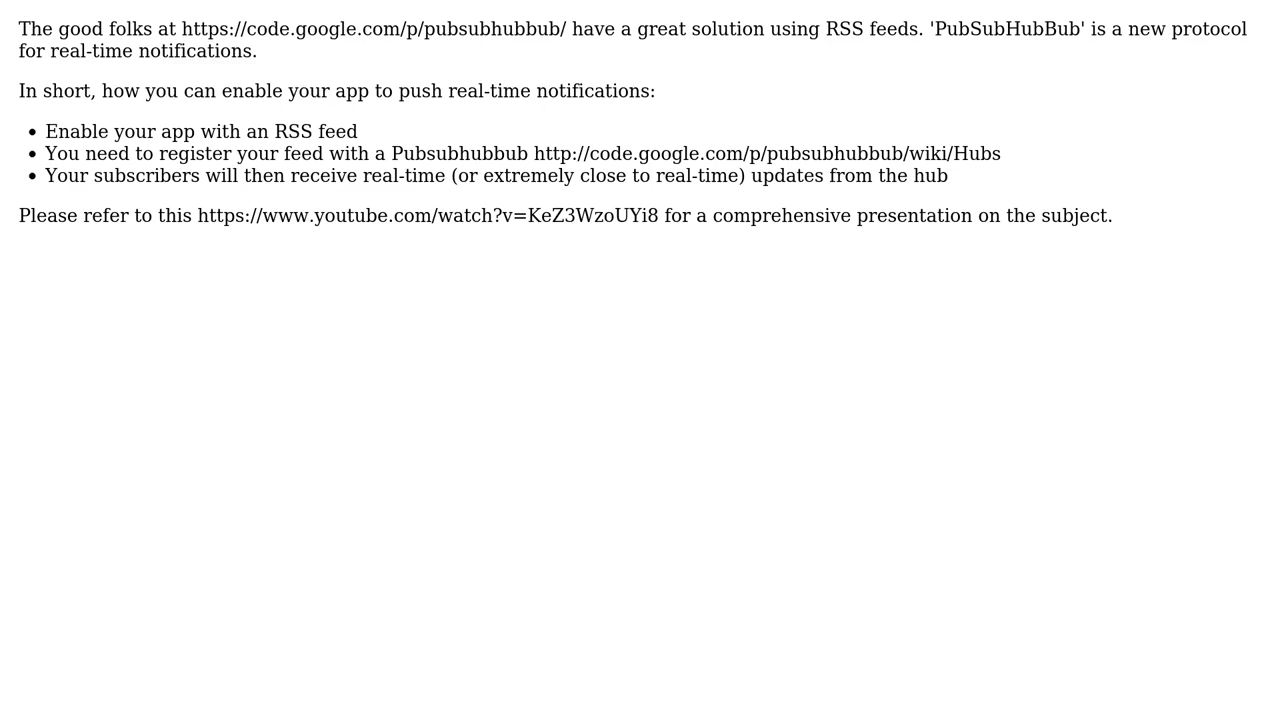 The good folks at https://code.google.com/p/pubsubhubbub/ have a great solution using RSS feeds. 'PubSubHubBub' is a new protocol
for real-time notifications.
In short, how you can enable your app to push real-time notifications:
• Enable your app with an RSS feed
• You need to register your feed with a Pubsubhubbub http://code.google.com/p/pubsubhubbub/wiki/Hubs
• Your subscribers will then receive real-time (or extremely close to real-time) updates from the hub
Please refer to this https://www.youtube.com/watch?v=KeZ3WzoUYi8 for a comprehensive presentation on the subject.